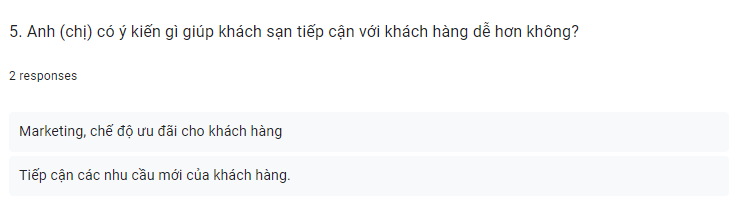 5. Anh (chị) có ý kiến gì giúp khách sạn tiếp cận với khách hàng dễ hơn không?
2 responses
Marketing, chế độ ưu đãi cho khách hàng
Tiếp cận các nhu cầu mới của khách hàng.